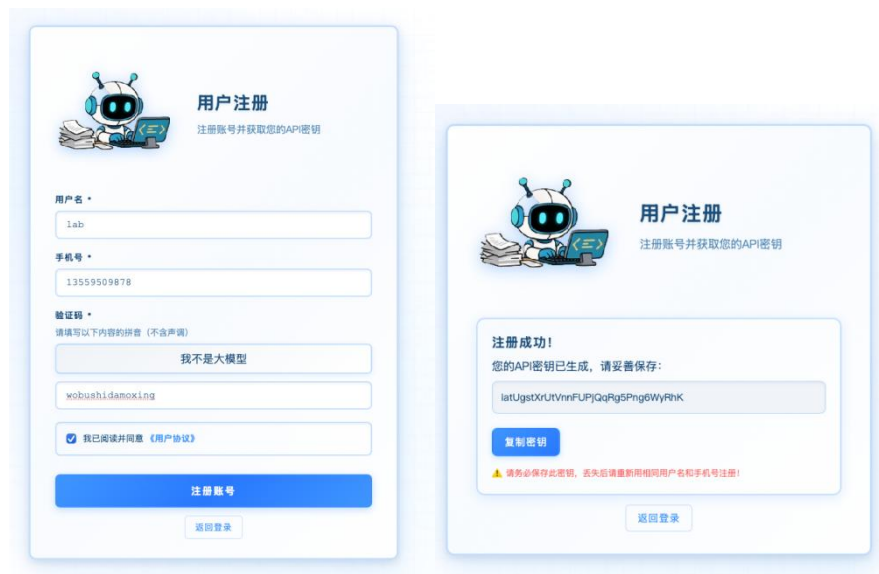 用户注册
注册账号并获取您的API密钥
用户名 *
lab
手机号 *
13559509878
验证码 *
请填写以下内容的拼音（不含声调）
我不是大模型
wobushidamoxing
我已阅读并同意 《用户协议》
注册账号
返回登录
用户注册
注册账号并获取您的API密钥
注册成功！
您的API密钥已生成，请妥善保存：
latUgstXrUtVnnFUPjQqRg5Png6WyRhK
复制密钥
请务必保存此密钥，丢失后请重新用相同用户名和手机号注册！
返回登录